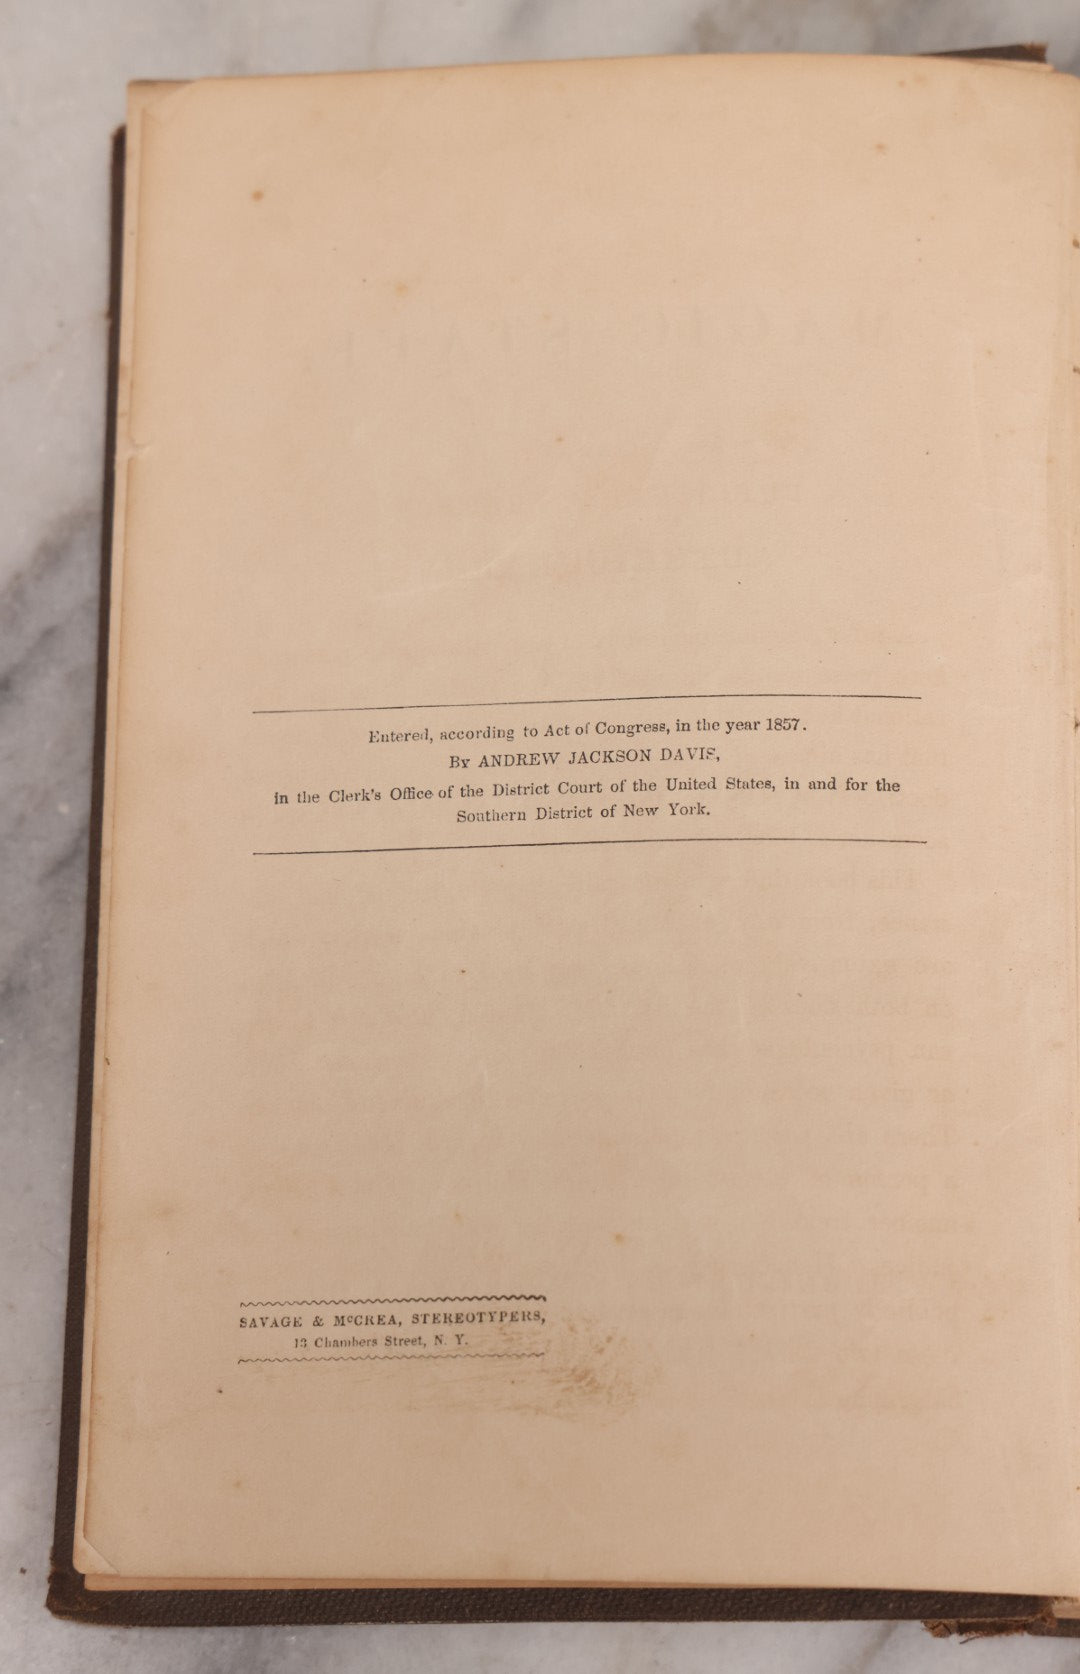 Entered, according to Act of Congress, in the year 1857.
By ANDREW JACKSON DAVIS,
in the Clerk's Office of the District Court of the United States, in and for the
Southern District of New York.
SAVAGE & McCREA, STEREOTYPERS,
13 Chambers Street, N. Y.